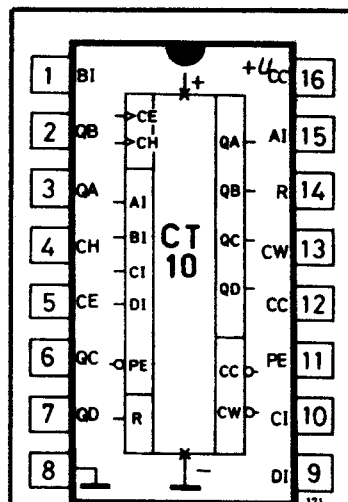 1 BI + +UCC 16
2 QB CE CH QA AI 15
3 QA AI QB R 14
4 CH BI CT 10 QC CW 13
5 CE CI DI QD CC 12
6 QC PE CC PE 11
7 QD R CW CI 10
8 - DI 9